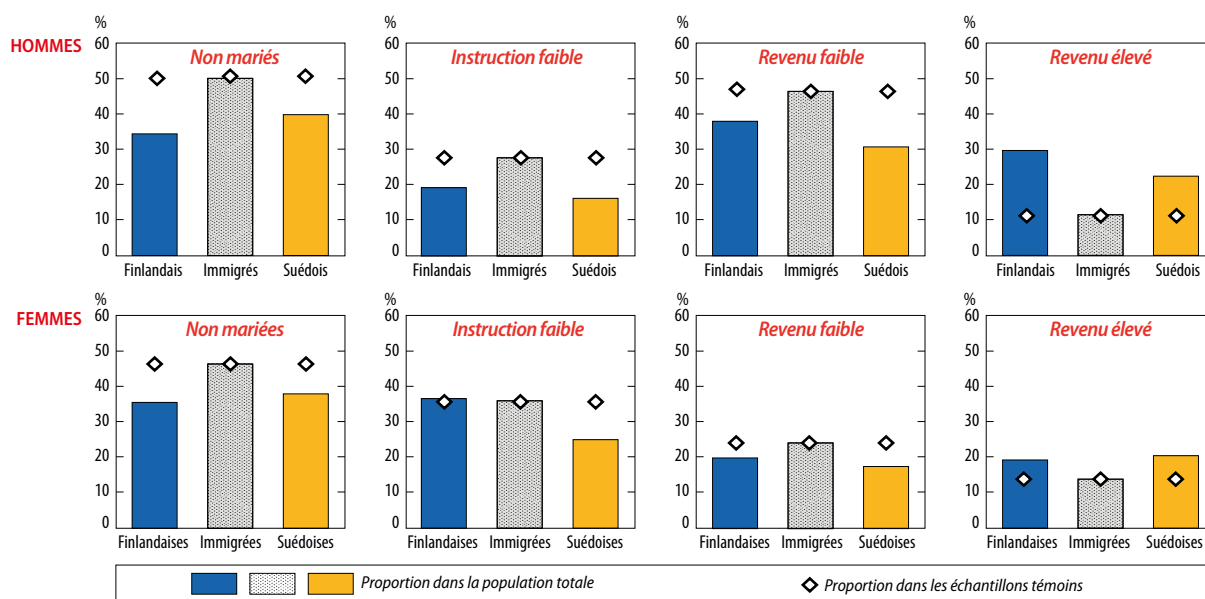 HOMMES
% % % %
Non mariés Instruction faible Revenu faible Revenu élevé
60 60 60 60
50 50 50 50
40 40 40 40
30 30 30 30
20 20 20 20
10 10 10 10
0 0 0 0
Finlandais Immigrés Suédois Finlandais Immigrés Suédois Finlandais Immigrés Suédois Finlandais Immigrés Suédois
FEMMES
% % % %
Non mariées Instruction faible Revenu faible Revenu élevé
60 60 60 60
50 50 50 50
40 40 40 40
30 30 30 30
20 20 20 20
10 10 10 10
0 0 0 0
Finlandaises Immigrées Suédoises Finlandaises Immigrées Suédoises Finlandaises Immigrées Suédoises Finlandaises Immigrées Suédoises
Proportion dans la population totale Proportion dans les échantillons témoins